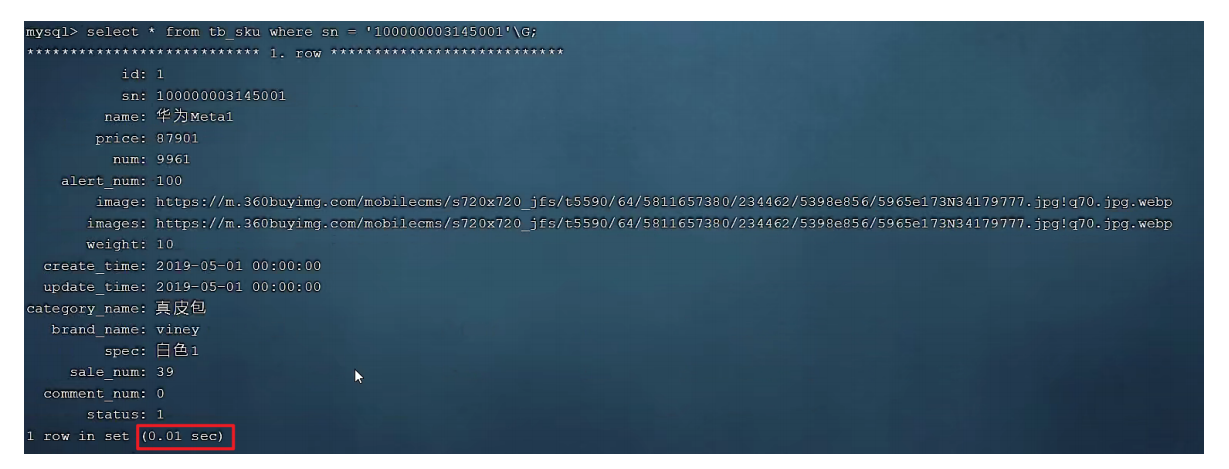 mysql> select * from tb_sku where sn = '100000003145001'\G;
*************************** 1. row ***************************
id: 1
sn: 100000003145001
name: 华为Meta1
price: 87901
num: 9961
alert_num: 100
image: https://m.360buyimg.com/mobilecms/s720x720_jfs/t5590/64/5811657380/234462/5398e856/5965e173N34179777.jpg!q70.jpg.webp
images: https://m.360buyimg.com/mobilecms/s720x720_jfs/t5590/64/5811657380/234462/5398e856/5965e173N34179777.jpg!q70.jpg.webp
weight: 10
create_time: 2019-05-01 00:00:00
update_time: 2019-05-01 00:00:00
category_name: 真皮包
brand_name: viney
spec: 白色1
sale_num: 39
comment_num: 0
status: 1
1 row in set (0.01 sec)